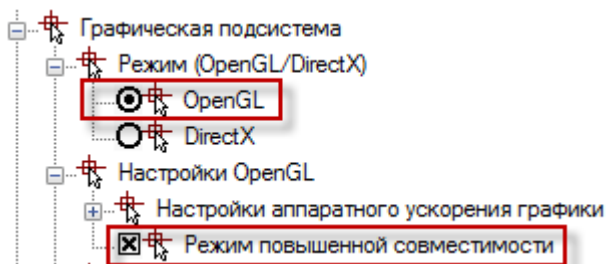 Графическая подсистема
Режим (OpenGL/DirectX)
OpenGL
DirectX
Настройки OpenGL
Настройки аппаратного ускорения графики
Режим повышенной совместимости